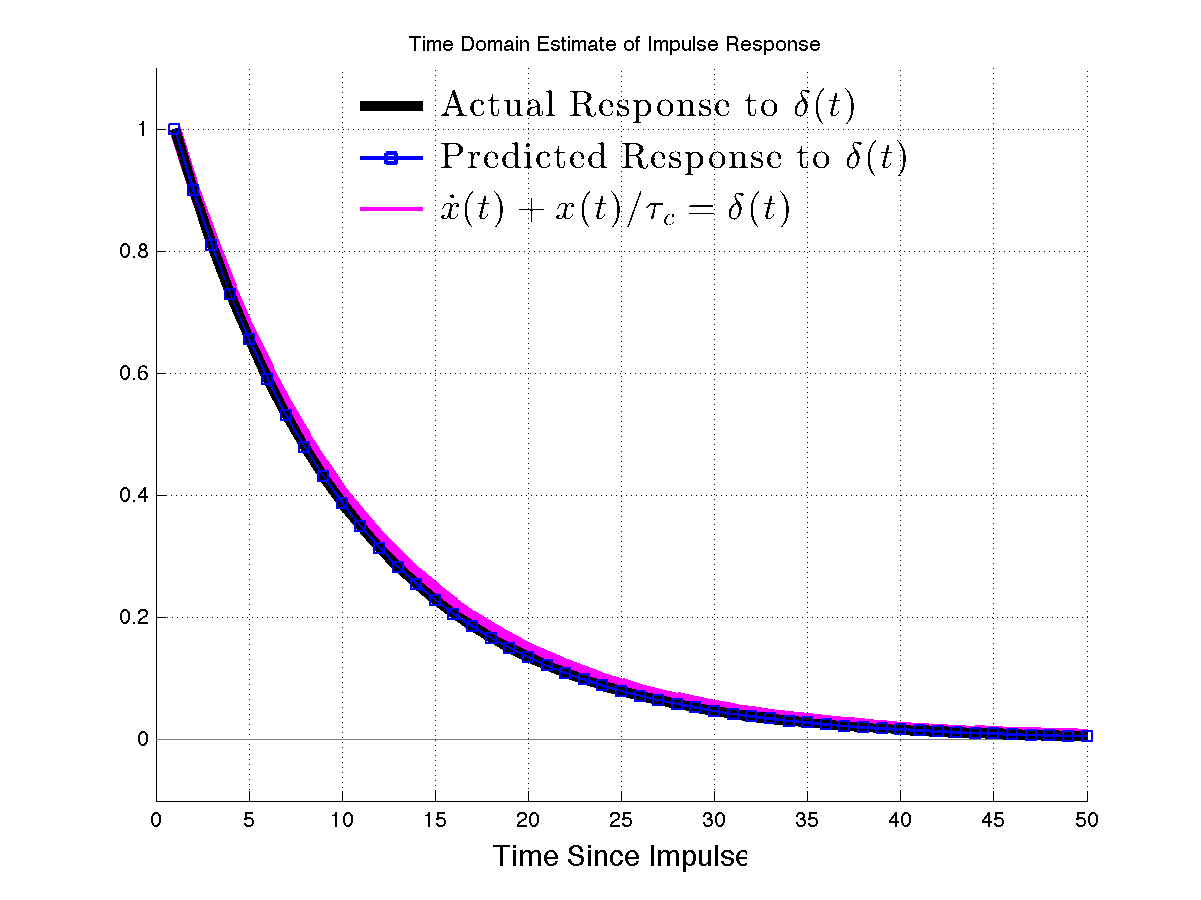 Time Domain Estimate of Impulse Response
Actual Response to δ(t)
Predicted Response to δ(t)
ẋ(t) + x(t)/τ_c = δ(t)
1
0.8
0.6
0.4
0.2
0
0 5 10 15 20 25 30 35 40 45 50
Time Since Impulse